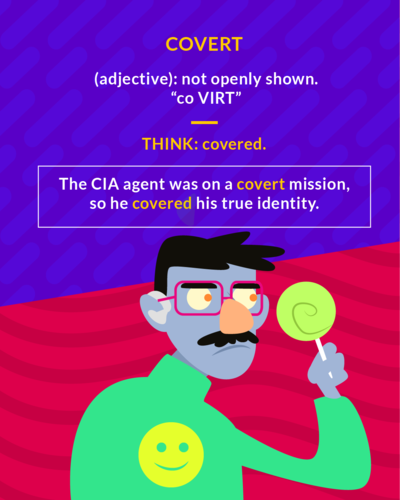 COVERT
(adjective): not openly shown.
“co VIRT”
THINK: covered.
The CIA agent was on a covert mission,
so he covered his true identity.